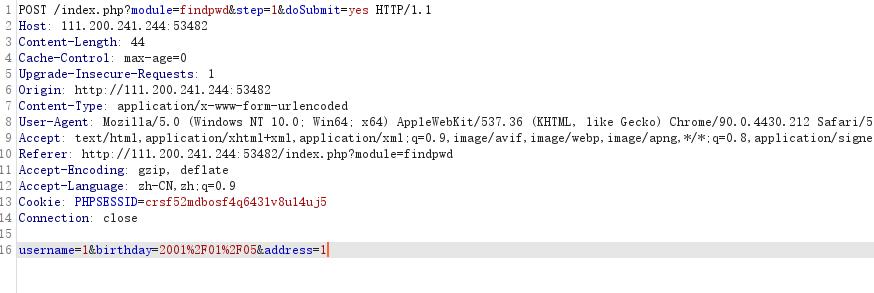 1 POST /index.php?module=findpwd&step=1&doSubmit=yes HTTP/1.1
2 Host: 111.200.241.244:53482
3 Content-Length: 44
4 Cache-Control: max-age=0
5 Upgrade-Insecure-Requests: 1
6 Origin: http://111.200.241.244:53482
7 Content-Type: application/x-www-form-urlencoded
8 User-Agent: Mozilla/5.0 (Windows NT 10.0; Win64; x64) AppleWebKit/537.36 (KHTML, like Gecko) Chrome/90.0.4430.212 Safari/5
9 Accept: text/html,application/xhtml+xml,application/xml;q=0.9,image/avif,image/webp,image/apng,*/*;q=0.8,application/signe
10 Referer: http://111.200.241.244:53482/index.php?module=findpwd
11 Accept-Encoding: gzip, deflate
12 Accept-Language: zh-CN,zh;q=0.9
13 Cookie: PHPSESSID=crsf52mdbosf4q6431v8u14uj5
14 Connection: close
15
16 username=1&birthday=2001%2F01%2F05&address=1